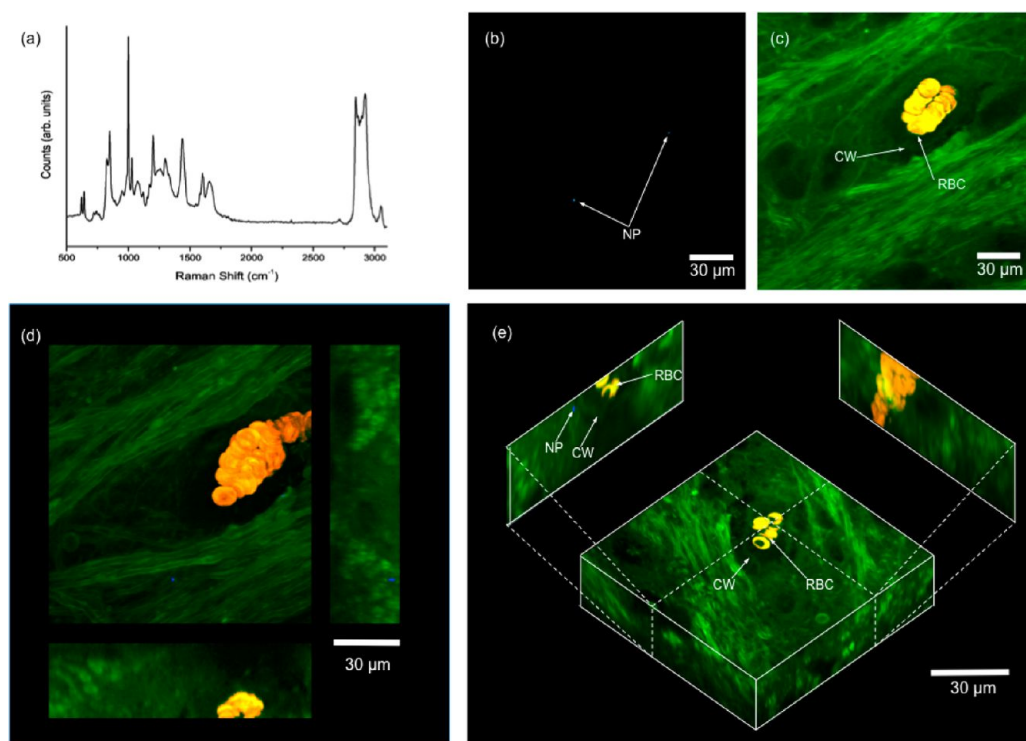 (a)
Counts (arb. units)
500 1000 1500 2000 2500 3000
Raman Shift (cm⁻¹)
(b)
NP
30 µm
(c)
CW
RBC
30 µm
(d)
30 µm
30 µm
(e)
RBC
NP
CW
CW
RBC